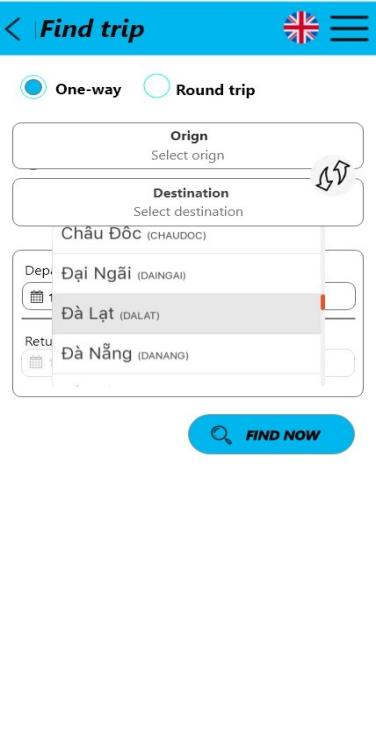 Find trip
One-way
Round trip
Orign
Select orign
Destination
Select destination
Châu Đốc (CHAUDOC)
Đại Ngãi (DAINGAI)
Đà Lạt (DALAT)
Đà Nẵng (DANANG)
FIND NOW